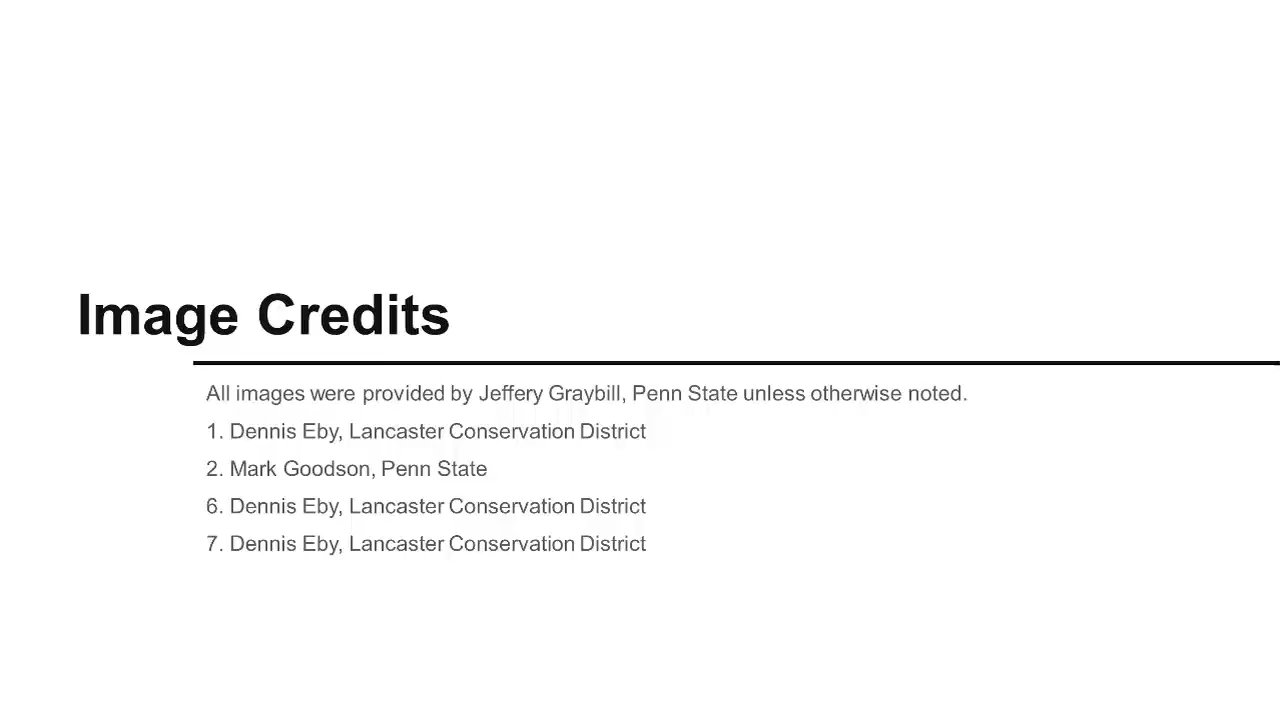 Image Credits
All images were provided by Jeffery Graybill, Penn State unless otherwise noted.
1. Dennis Eby, Lancaster Conservation District
2. Mark Goodson, Penn State
6. Dennis Eby, Lancaster Conservation District
7. Dennis Eby, Lancaster Conservation District